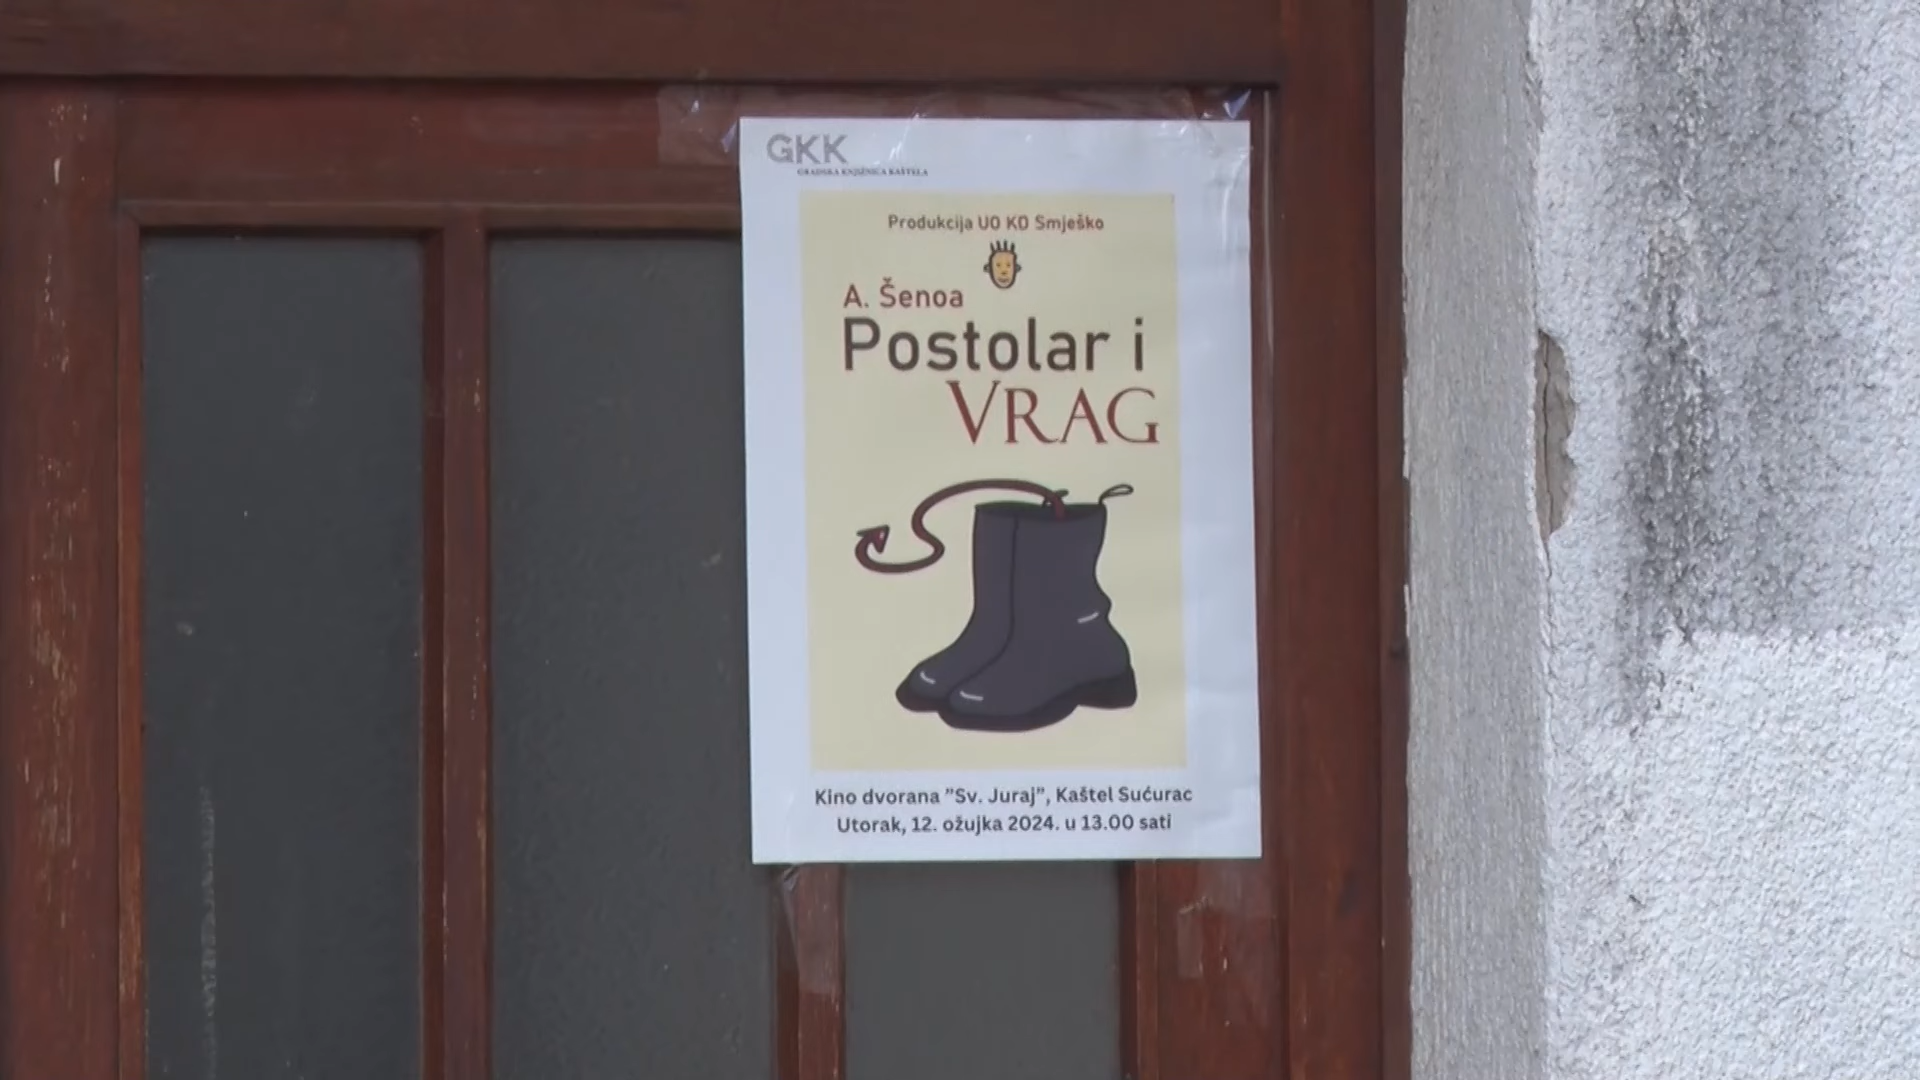 GKK
GRADSKA KNJIŽNICA KAŠTELA
Produkcija UO KD Smješko
A. Šenoa
Postolar i
VRAG
Kino dvorana ”Sv. Juraj”, Kaštel Sućurac
Utorak, 12. ožujka 2024. u 13.00 sati